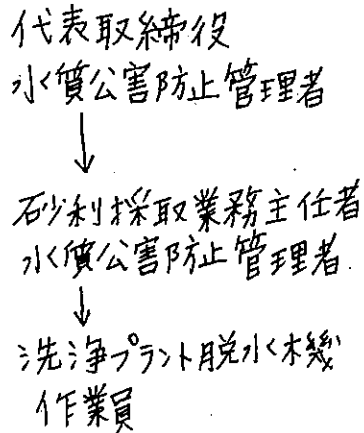 代表取締役
水質公害防止管理者
↓
砂利採取業務主任者
水質公害防止管理者
↓
洗浄プラント脱水機
作業員